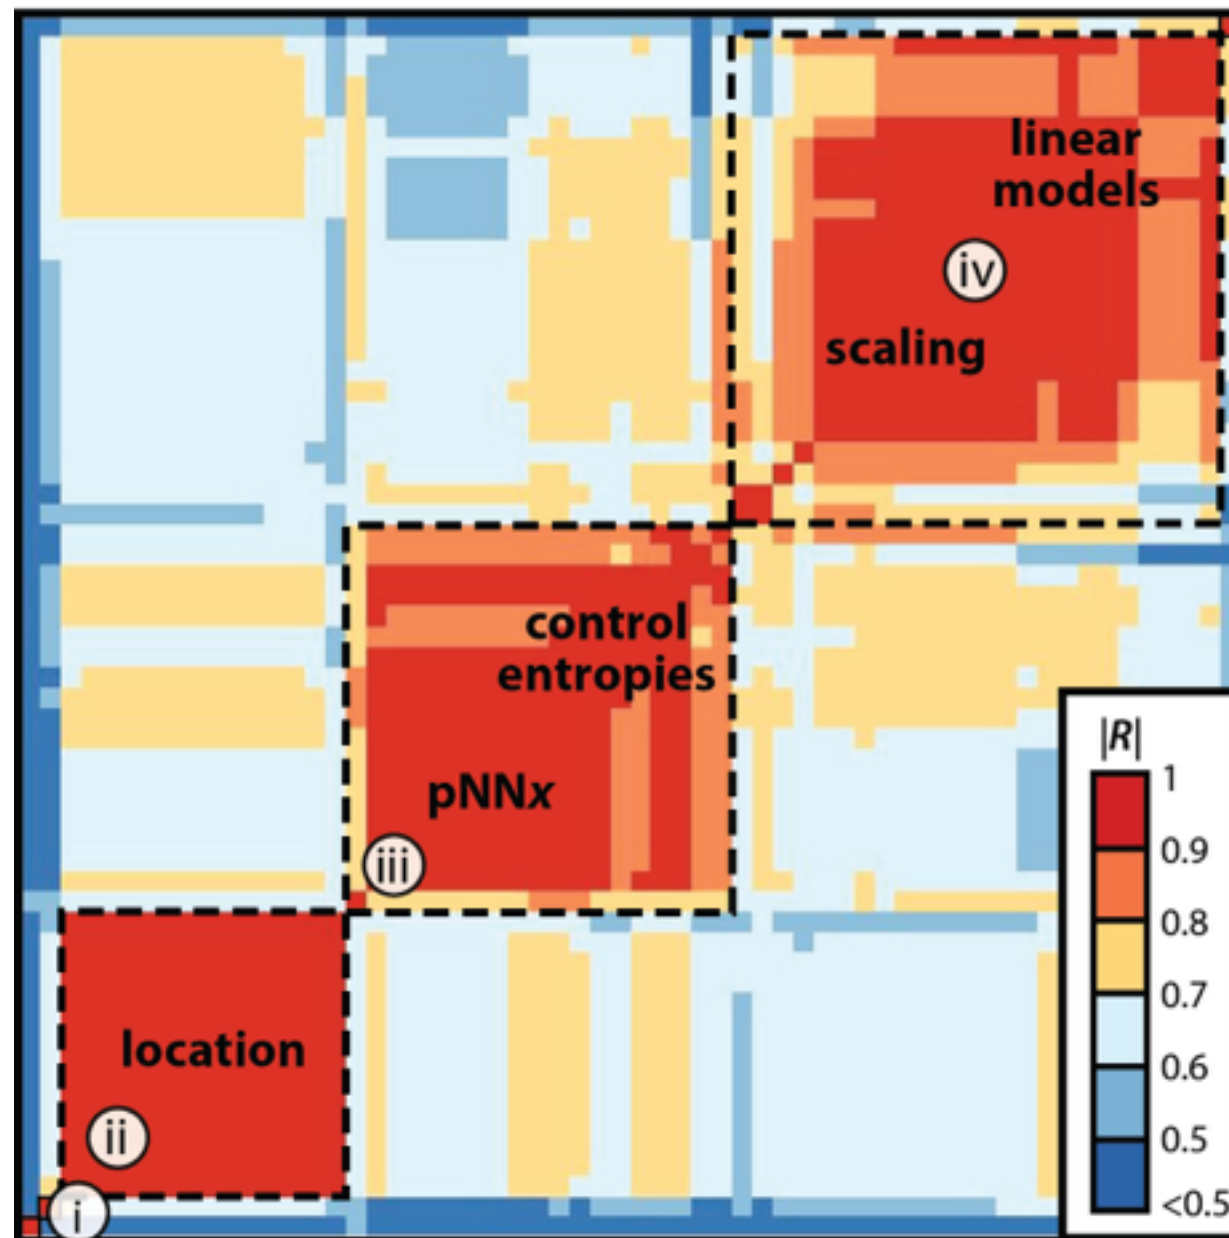 linear
models
iv
scaling
control
entropies
pNNx
iii
location
ii
i
|R|
1
0.9
0.8
0.7
0.6
0.5
<0.5